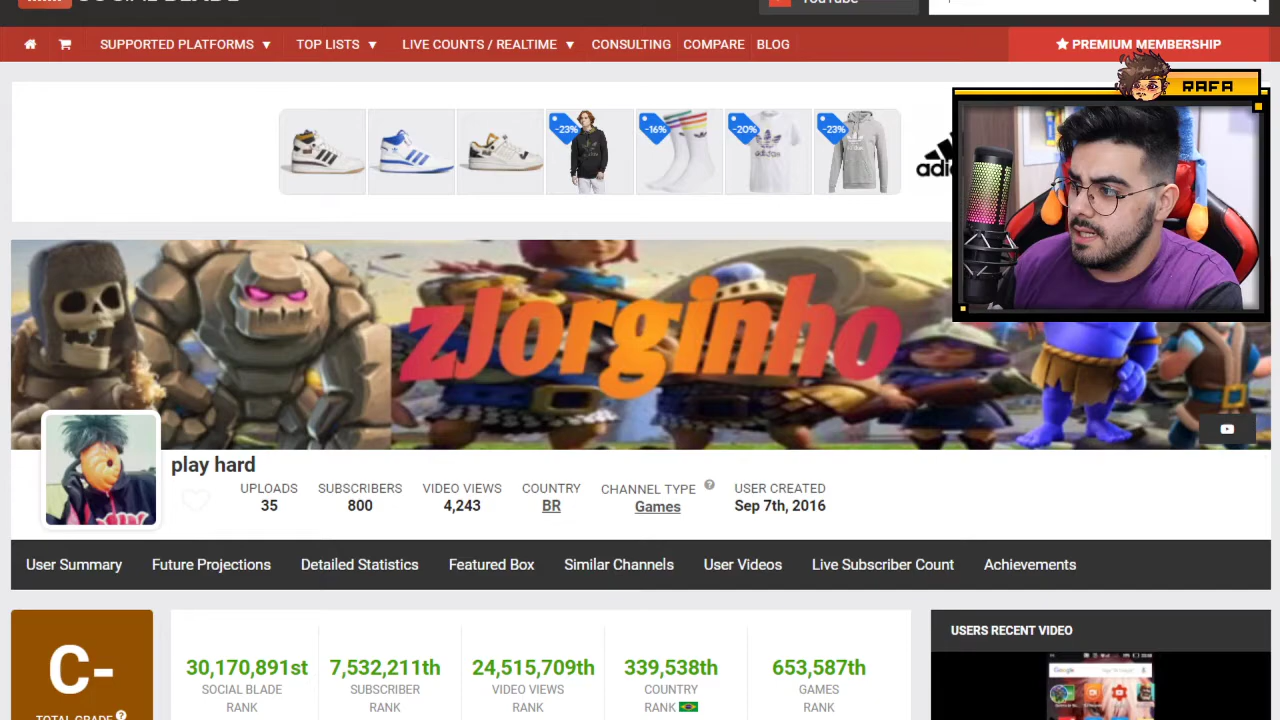 SUPPORTED PLATFORMS ▼ TOP LISTS ▼ LIVE COUNTS / REALTIME ▼ CONSULTING COMPARE BLOG ★ PREMIUM MEMBERSHIP
RAFA
-23% -16% -20% -23%
zJorginho
play hard
UPLOADS SUBSCRIBERS VIDEO VIEWS COUNTRY CHANNEL TYPE ? USER CREATED
35 800 4,243 BR Games Sep 7th, 2016
User Summary Future Projections Detailed Statistics Featured Box Similar Channels User Videos Live Subscriber Count Achievements
C-
TOTAL GRADE ?
30,170,891st 7,532,211th 24,515,709th 339,538th 653,587th
SOCIAL BLADE SUBSCRIBER VIDEO VIEWS COUNTRY GAMES
RANK RANK RANK RANK RANK
USERS RECENT VIDEO